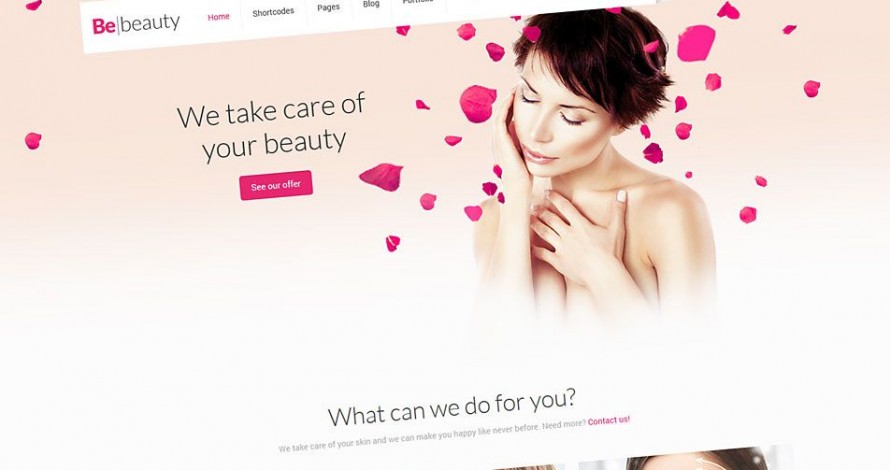 Be|beauty
Home
Shortcodes
Pages
Blog
Portfolio
We take care of
your beauty
See our offer
What can we do for you?
We take care of your skin and we can make you happy like never before. Need more? Contact us!